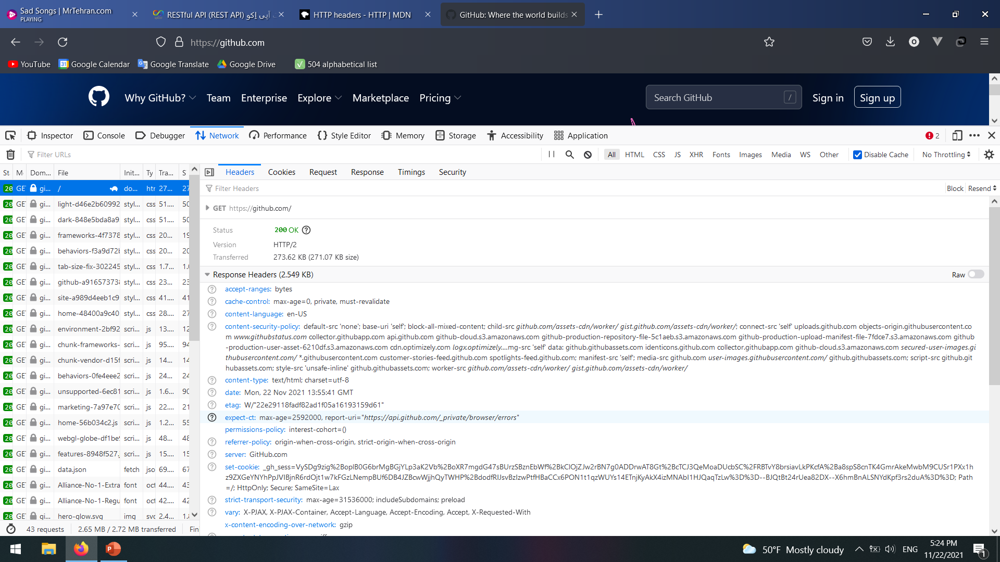 Sad Songs | MrTehran.com
PLAYING
RESTful API (REST API) آپی اِکو
HTTP headers - HTTP | MDN
GitHub: Where the world builds
https://github.com
YouTube
Google Calendar
Google Translate
Google Drive
504 alphabetical list
Why GitHub? Team Enterprise Explore Marketplace Pricing
Search GitHub /
Sign in
Sign up
Inspector Console Debugger Network Performance Style Editor Memory Storage Accessibility Application
2
Filter URLs
All HTML CSS JS XHR Fonts Images Media WS Other
Disable Cache
No Throttling
St M Dom... File Init... Ty Tra... S
20 GE gi... / do... htr 27... 27
20 GE gi... light-d46e2b60992 styl... css 51.... 50
20 GE gi... dark-848e5bda8a9 styl... css 51.... 50
20 GE gi... frameworks-4f7378 styl... css 20... 19
20 GE gi... behaviors-f3a9d72b styl... css 20... 20
20 GE gi... tab-size-fix-302245 styl... css 1.7... 1.0
20 GE gi... github-a916573738 styl... css 23... 23
20 GE gi... site-a989d4eeb1c9 styl... css 41.... 41
20 GE gi... home-48400a9c40 styl... css 28.... 27
20 GE gi... environment-2bf92 scri... js 13.... 12
20 GE gi... chunk-frameworks- scri... js 95.... 94
20 GE gi... chunk-vendor-d15f scri... js 14... 14
20 GE gi... behaviors-0fe4eee2 scri... js 24... 24
20 GE gi... unsupported-6ec81 scri... js 1.6... 90
20 GE gi... marketing-7a97e70 scri... js 22.... 21
20 GE gi... home-56b034c2.js scri... js 1.2... 55
20 GE gi... webgl-globe-df1be9 scri... js 48... 48
20 GE gi... features-8948f527.j scri... js 15.... 15
20 GE gi... data.json fetch jso 69.... 67
20 GE gi... Alliance-No-1-Extra font oct 44.... 43
20 GE gi... Alliance-No-1-Regu font oct 42.... 42
20 GE gi... hero-glow.svg img svg 2.4... 1.8
43 requests
2.65 MB / 2.72 MB transferred
Fin
Headers Cookies Request Response Timings Security
Filter Headers
Block Resend
GET https://github.com/
Status 200 OK
Version HTTP/2
Transferred 273.62 KB (271.07 KB size)
Response Headers (2.549 KB)
Raw
accept-ranges: bytes
cache-control: max-age=0, private, must-revalidate
content-language: en-US
content-security-policy: default-src 'none'; base-uri 'self'; block-all-mixed-content; child-src github.com/assets-cdn/worker/ gist.github.com/assets-cdn/worker/; connect-src 'self' uploads.github.com objects-origin.githubusercontent.co
m www.githubstatus.com collector.githubapp.com api.github.com github-cloud.s3.amazonaws.com github-production-repository-file-5c1aeb.s3.amazonaws.com github-production-upload-manifest-file-7fdce7.s3.amazonaws.com github
-production-user-asset-6210df.s3.amazonaws.com cdn.optimizely.com logx.optimizely....mg-src 'self' data: github.githubassets.com identicons.github.com collector.githubapp.com github-cloud.s3.amazonaws.com secured-user-images.gi
thubusercontent.com/ *.githubusercontent.com customer-stories-feed.github.com spotlights-feed.github.com; manifest-src 'self'; media-src github.com user-images.githubusercontent.com/ github.githubassets.com; script-src github.git
hubassets.com; style-src 'unsafe-inline' github.githubassets.com; worker-src github.com/assets-cdn/worker/ gist.github.com/assets-cdn/worker/
content-type: text/html; charset=utf-8
date: Mon, 22 Nov 2021 13:55:41 GMT
etag: W/"22e29118fadf82ad1f05a16193159d61"
expect-ct: max-age=2592000, report-uri="https://api.github.com/_private/browser/errors"
permissions-policy: interest-cohort=()
referrer-policy: origin-when-cross-origin, strict-origin-when-cross-origin
server: GitHub.com
set-cookie: _gh_sess=VySDg9zig%2BoplB0G6brMgBGjYLp3aK2Vb%2BoXR7mgdG47sBUrzSBznEbWf%2BkClOjZJw2rBN7g0ADDrwAT8Gt%2BcTCJ3QeMoaDUcbSC%2FRBTvY8brsiavLkPKcfA%2Ba8spS8cnTK4GmrAkeMwbM9CUSr1PXx1h
z9ZXGeYNYhPpJVIBjnR6rdOjt1w7kFGzLNempBUf6DB4JZBcwWjjhQyTWHP%2BdodfRIJsvBzIzwPtfHBaCCx6PON1t1qzWUYs14ETnjKyAkX4izMNAbI1HJQaqTzLw%3D%3D--BJQtBt24rUea82DX--X6hmBnALSNYdKpf3rs2duA%3D%3D; Path
=/; HttpOnly; Secure; SameSite=Lax
strict-transport-security: max-age=31536000; includeSubdomains; preload
vary: X-PJAX, X-PJAX-Container, Accept-Language, Accept-Encoding, Accept, X-Requested-With
x-content-encoding-over-network: gzip
50°F Mostly cloudy
ENG
5:24 PM
11/22/2021
1